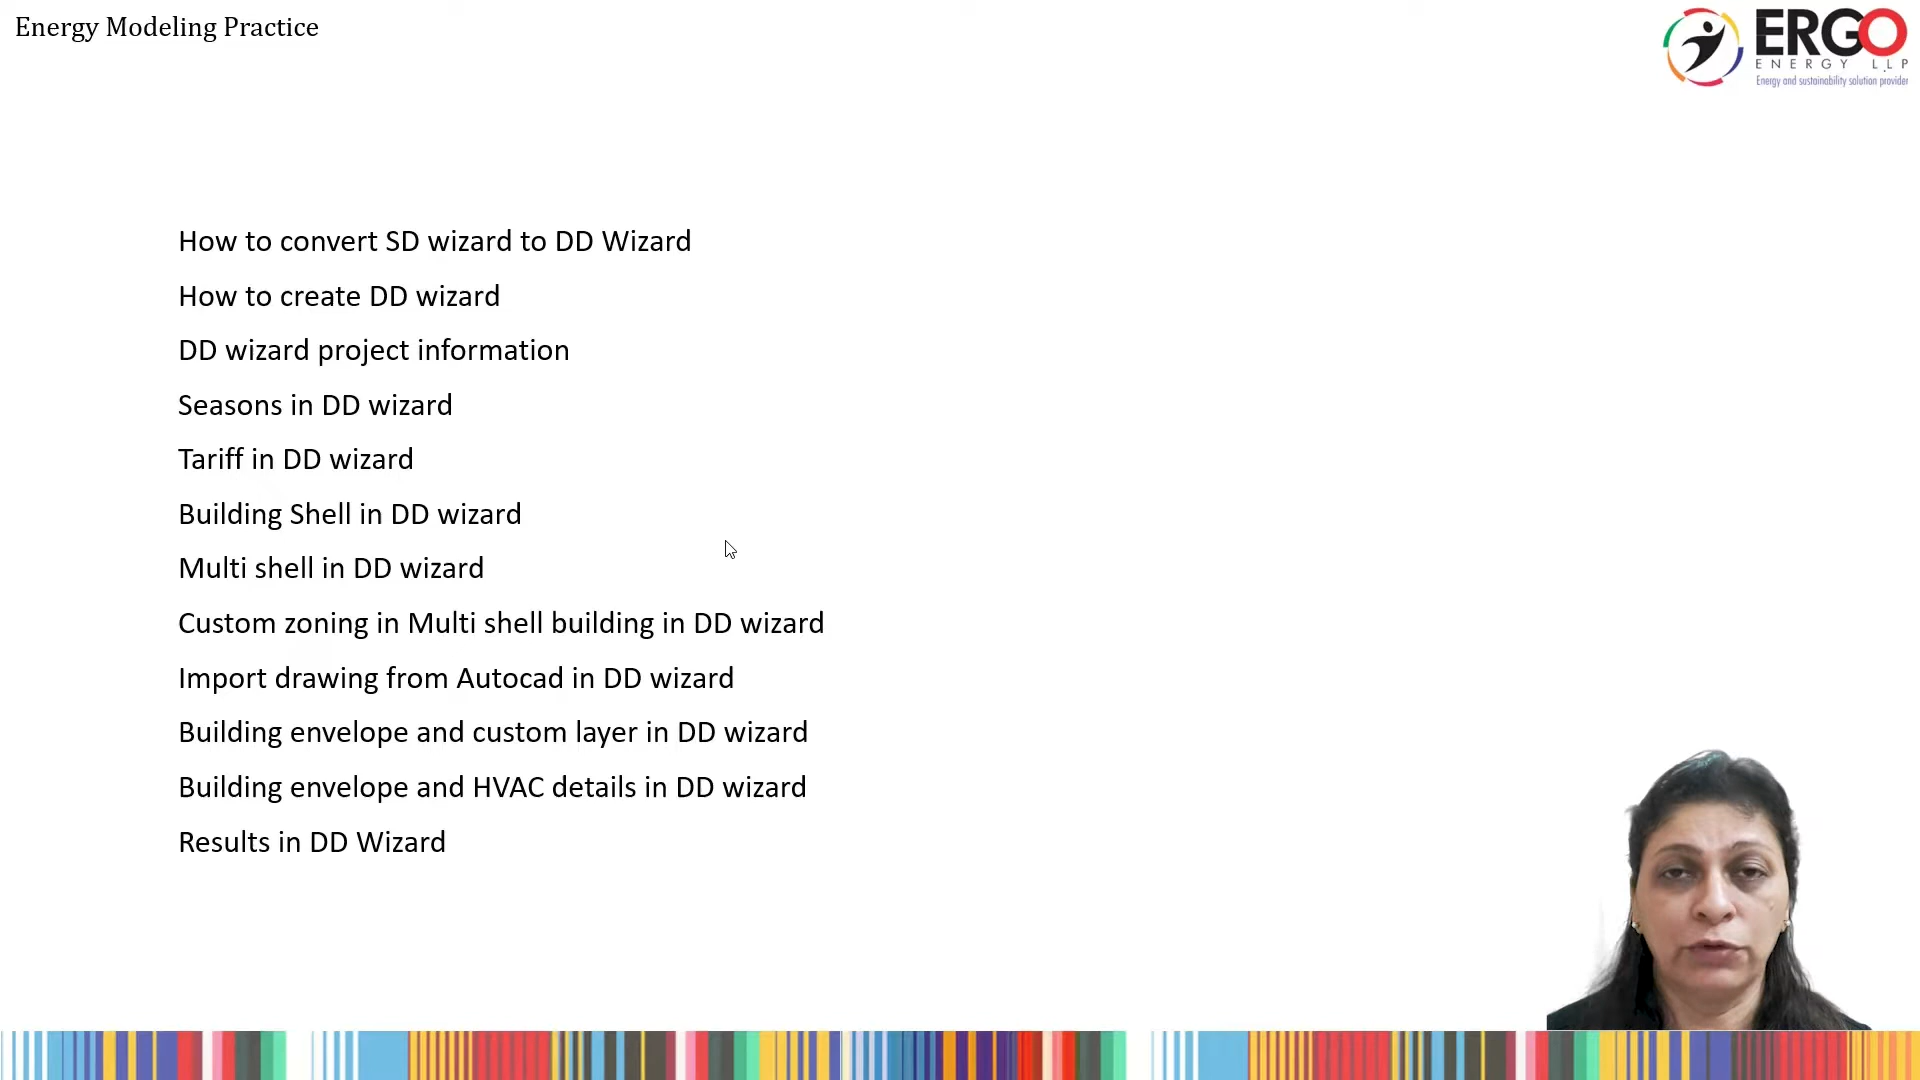 Energy Modeling Practice
ERGO
ENERGY LLP
Energy and sustainability solution provider
How to convert SD wizard to DD Wizard
How to create DD wizard
DD wizard project information
Seasons in DD wizard
Tariff in DD wizard
Building Shell in DD wizard
Multi shell in DD wizard
Custom zoning in Multi shell building in DD wizard
Import drawing from Autocad in DD wizard
Building envelope and custom layer in DD wizard
Building envelope and HVAC details in DD wizard
Results in DD Wizard